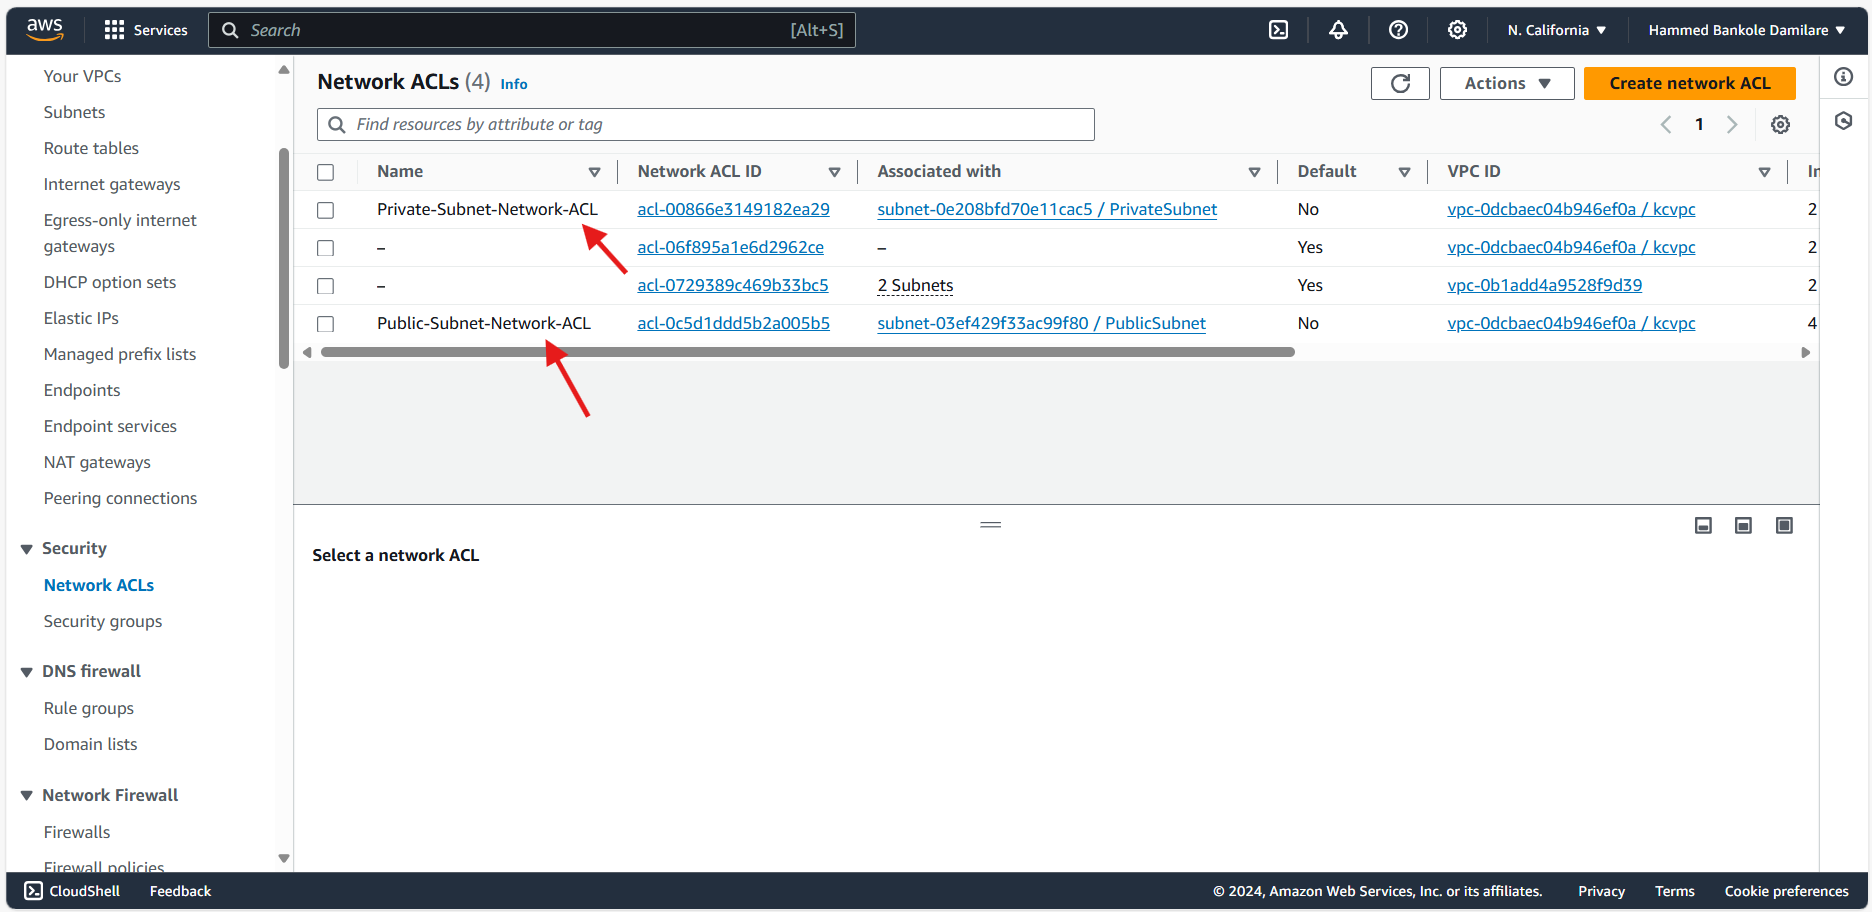 aws Services Search [Alt+S] N. California Hammed Bankole Damilare
Your VPCs
Subnets
Route tables
Internet gateways
Egress-only internet
gateways
DHCP option sets
Elastic IPs
Managed prefix lists
Endpoints
Endpoint services
NAT gateways
Peering connections
Security
Network ACLs
Security groups
DNS firewall
Rule groups
Domain lists
Network Firewall
Firewalls
Firewall policies
Network ACLs (4) Info
Actions Create network ACL
Find resources by attribute or tag
1
Name Network ACL ID Associated with Default VPC ID In
Private-Subnet-Network-ACL acl-00866e3149182ea29 subnet-0e208bfd70e11cac5 / PrivateSubnet No vpc-0dcbaec04b946ef0a / kcvpc 2
– acl-06f895a1e6d2962ce – Yes vpc-0dcbaec04b946ef0a / kcvpc 2
– acl-0729389c469b33bc5 2 Subnets Yes vpc-0b1add4a9528f9d39 2
Public-Subnet-Network-ACL acl-0c5d1ddd5b2a005b5 subnet-03ef429f33ac99f80 / PublicSubnet No vpc-0dcbaec04b946ef0a / kcvpc 4
Select a network ACL
CloudShell Feedback © 2024, Amazon Web Services, Inc. or its affiliates. Privacy Terms Cookie preferences